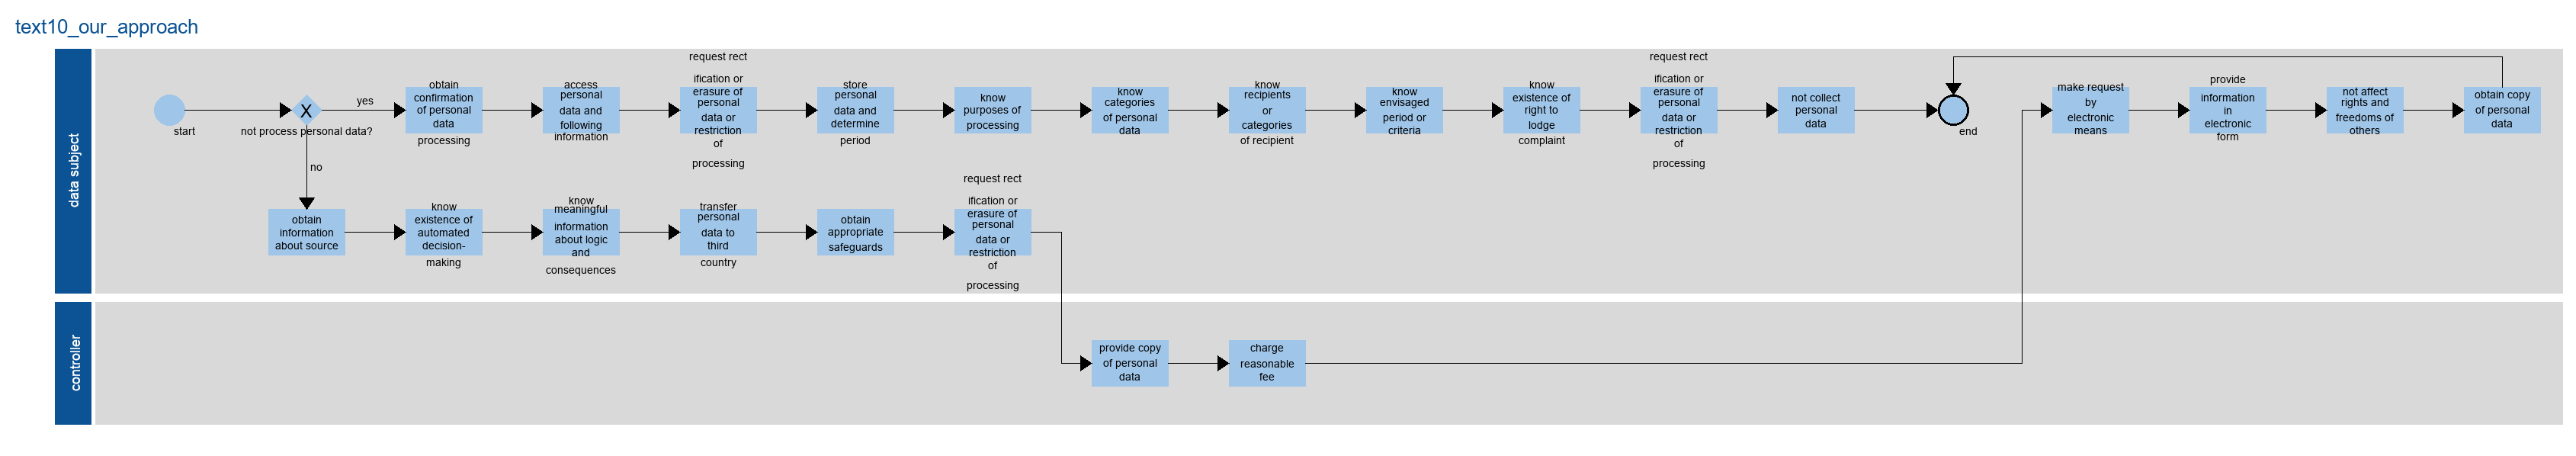 text10_our_approach
data subject
start
X
not process personal data?
yes
no
obtain
confirmation
of personal
data
processing
access
personal
data and
following
information
request rect
ification or
erasure of
personal
data or
restriction
of
processing
store
personal
data and
determine
period
know
purposes of
processing
know
categories
of personal
data
know
recipients
or
categories
of recipient
know
envisaged
period or
criteria
know
existence of
right to
lodge
complaint
request rect
ification or
erasure of
personal
data or
restriction
of
processing
not collect
personal
data
end
make request
by
electronic
means
provide
information
in
electronic
form
not affect
rights and
freedoms of
others
obtain copy
of personal
data
obtain
information
about source
know
existence of
automated
decision-
making
know
meaningful
information
about logic
and
consequences
transfer
personal
data to
third
country
obtain
appropriate
safeguards
request rect
ification or
erasure of
personal
data or
restriction
of
processing
controller
provide copy
of personal
data
charge
reasonable
fee